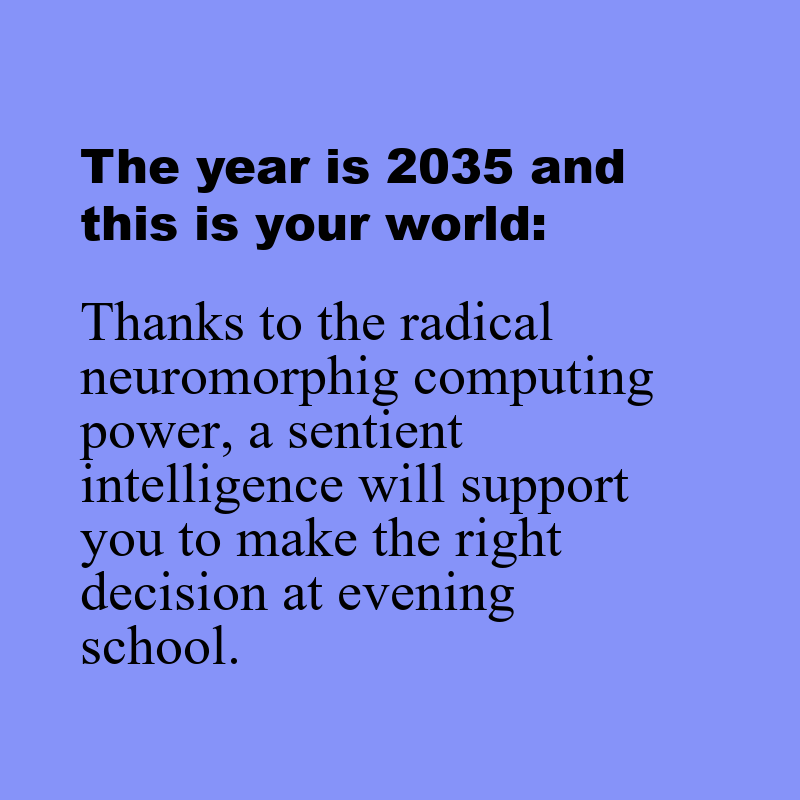 The year is 2035 and
this is your world:
Thanks to the radical
neuromorphig computing
power, a sentient
intelligence will support
you to make the right
decision at evening
school.